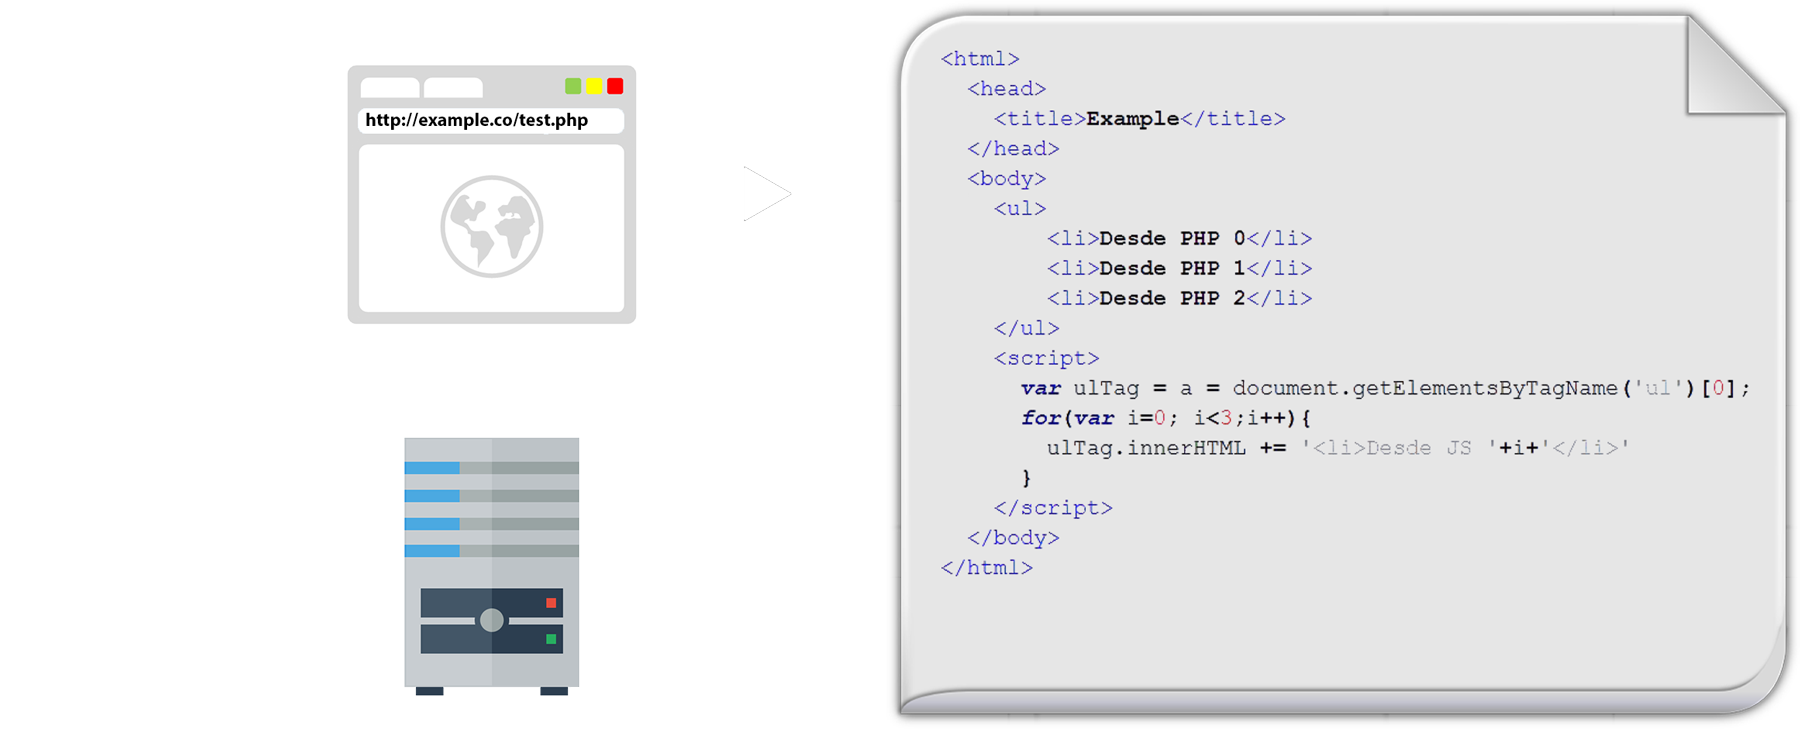 http://example.co/test.php
<html>
<head>
<title>Example</title>
</head>
<body>
<ul>
<li>Desde PHP 0</li>
<li>Desde PHP 1</li>
<li>Desde PHP 2</li>
</ul>
<script>
var ulTag = a = document.getElementsByTagName('ul')[0];
for(var i=0; i<3;i++){
ulTag.innerHTML += '<li>Desde JS '+i+'</li>'
}
</script>
</body>
</html>